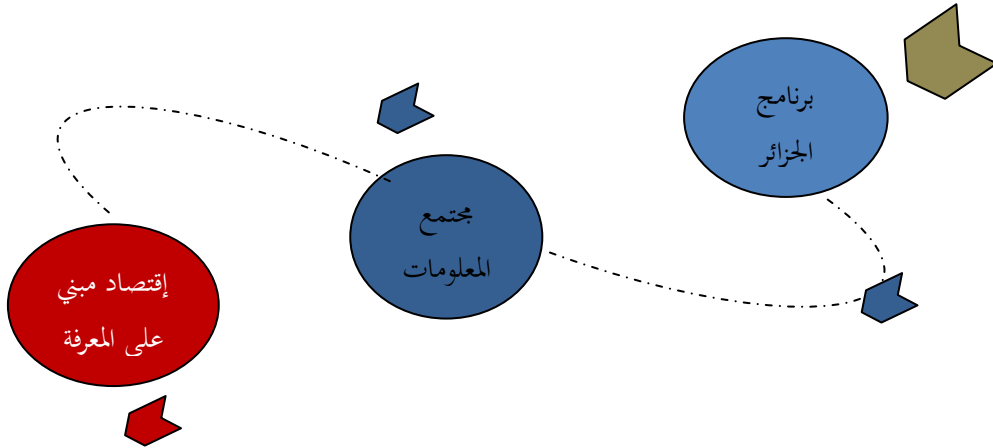 برنامج
الجزائر
مجتمع
المعلومات
إقتصاد مبني
على المعرفة